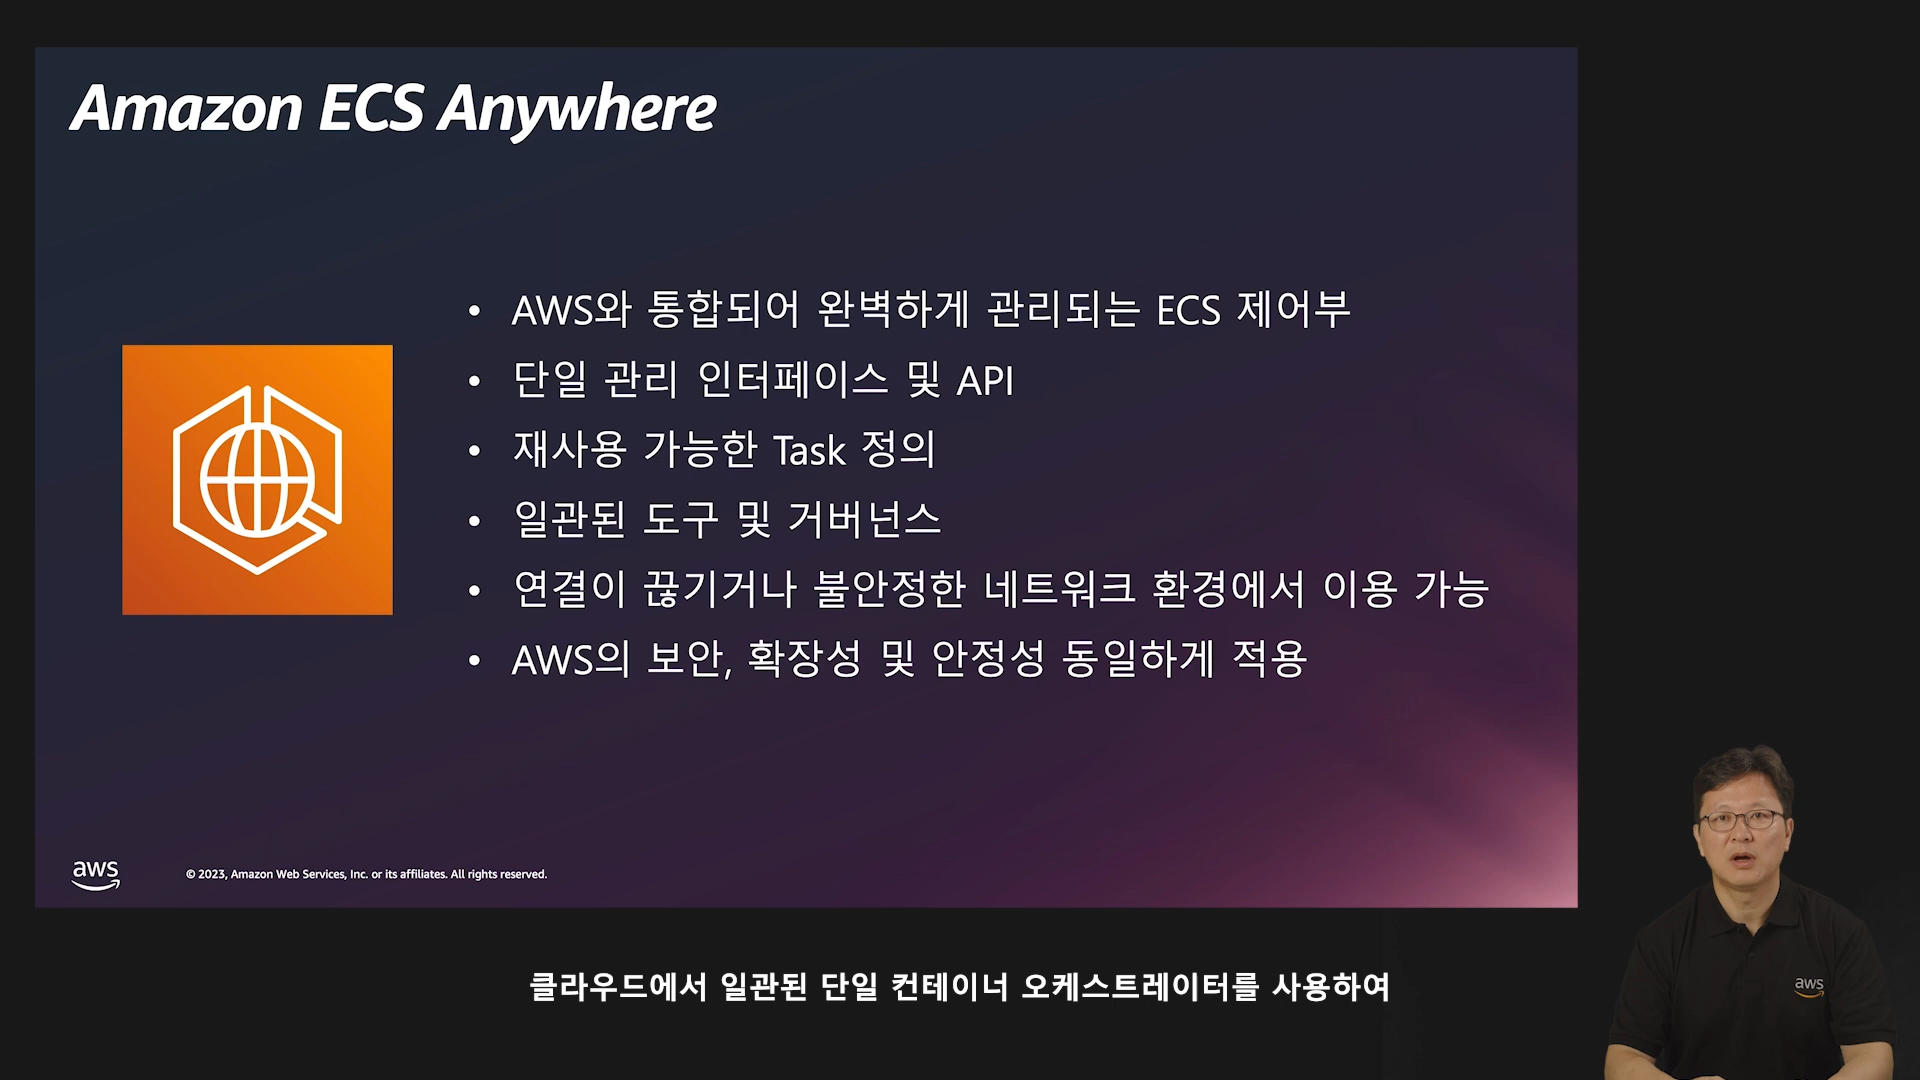 Amazon ECS Anywhere
• AWS와 통합되어 완벽하게 관리되는 ECS 제어부
• 단일 관리 인터페이스 및 API
• 재사용 가능한 Task 정의
• 일관된 도구 및 거버넌스
• 연결이 끊기거나 불안정한 네트워크 환경에서 이용 가능
• AWS의 보안, 확장성 및 안정성 동일하게 적용
aws
© 2023, Amazon Web Services, Inc. or its affiliates. All rights reserved.
aws
클라우드에서 일관된 단일 컨테이너 오케스트레이터를 사용하여